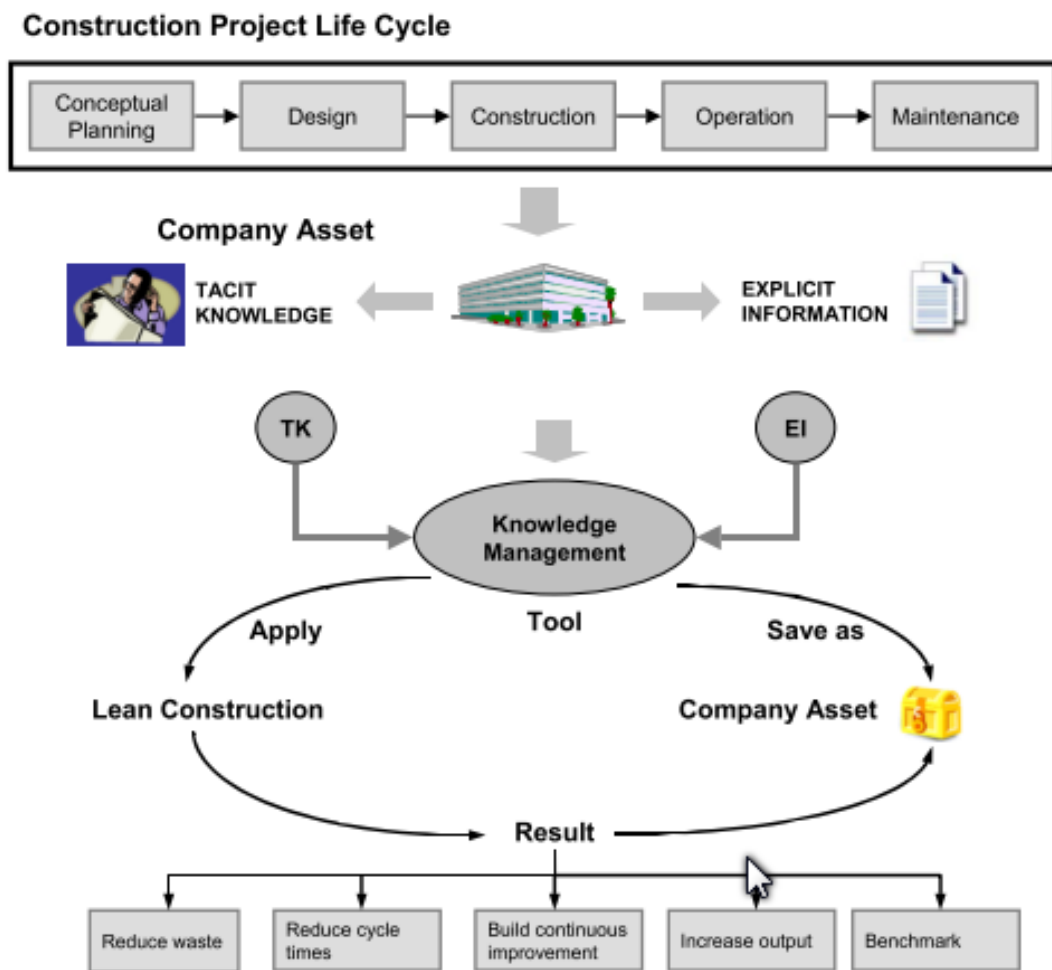 Construction Project Life Cycle
Conceptual
Planning
Design
Construction
Operation
Maintenance
Company Asset
TACIT
KNOWLEDGE
EXPLICIT
INFORMATION
TK
EI
Knowledge
Management
Apply
Tool
Save as
Lean Construction
Company Asset
Result
Reduce waste
Reduce cycle
times
Build continuous
improvement
Increase output
Benchmark